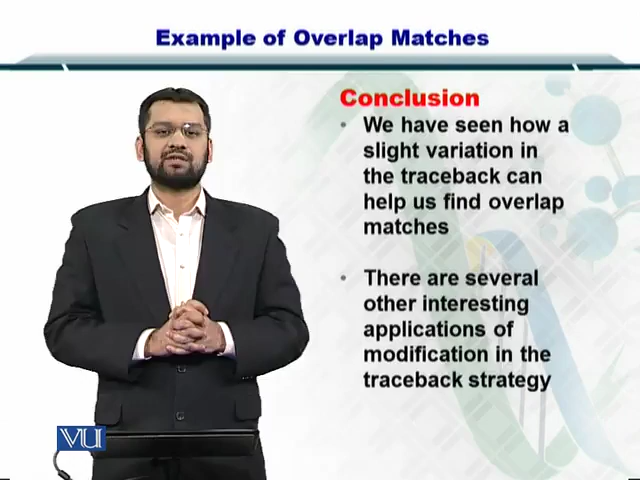 Example of Overlap Matches
Conclusion
• We have seen how a
slight variation in
the traceback can
help us find overlap
matches
• There are several
other interesting
applications of
modification in the
traceback strategy
VU